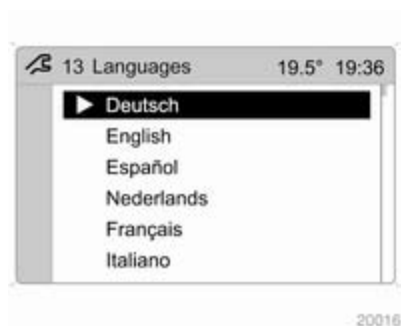 13 Languages 19.5° 19:36
Deutsch
English
Español
Nederlands
Français
Italiano
20016